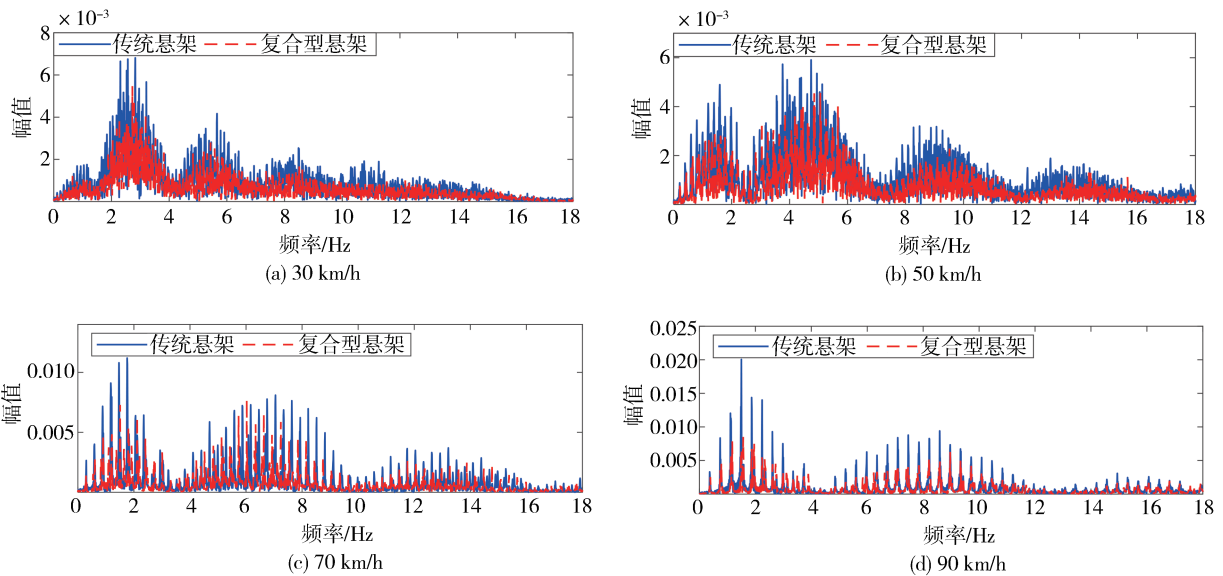 × 10⁻³
8
传统悬架 复合型悬架
6
4
2
幅值
0 2 4 6 8 10 12 14 16 18
频率/Hz
(a) 30 km/h
× 10⁻³
传统悬架 复合型悬架
6
4
2
幅值
0 2 4 6 8 10 12 14 16 18
频率/Hz
(b) 50 km/h
传统悬架 复合型悬架
0.010
0.005
幅值
0 2 4 6 8 10 12 14 16 18
频率/Hz
(c) 70 km/h
0.025
传统悬架 复合型悬架
0.020
0.015
0.010
0.005
幅值
0 2 4 6 8 10 12 14 16 18
频率/Hz
(d) 90 km/h